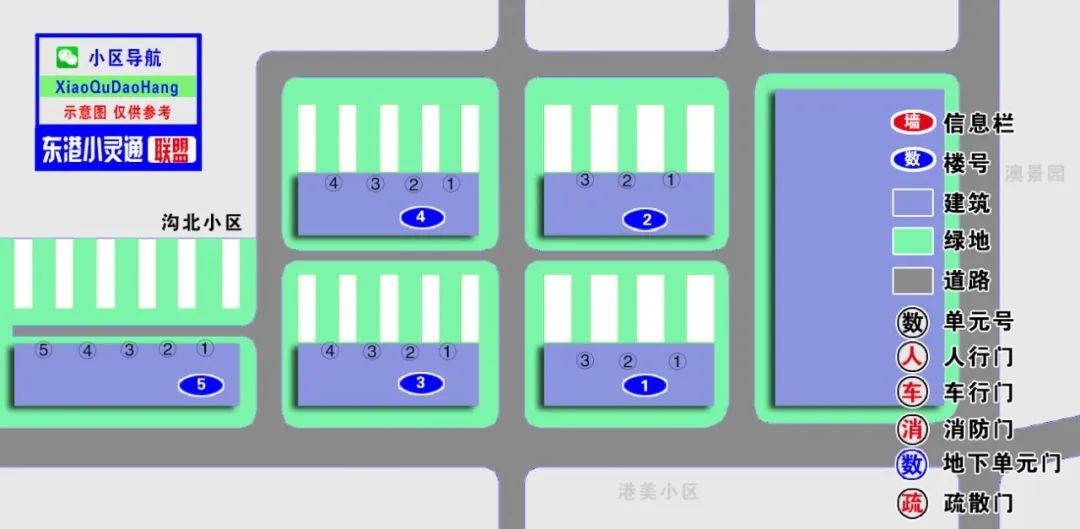 小区导航
XiaoQuDaoHang
示意图 仅供参考
东港小灵通 联盟
沟北小区
4 3 2 1
4
3 2 1
2
4 3 2 1
3
3 2 1
1
5 4 3 2 1
5
墙 信息栏
数 楼号
建筑
绿地
道路
数 单元号
人 人行门
车 车行门
消 消防门
数 地下单元门
疏 疏散门
澳景园
港美小区